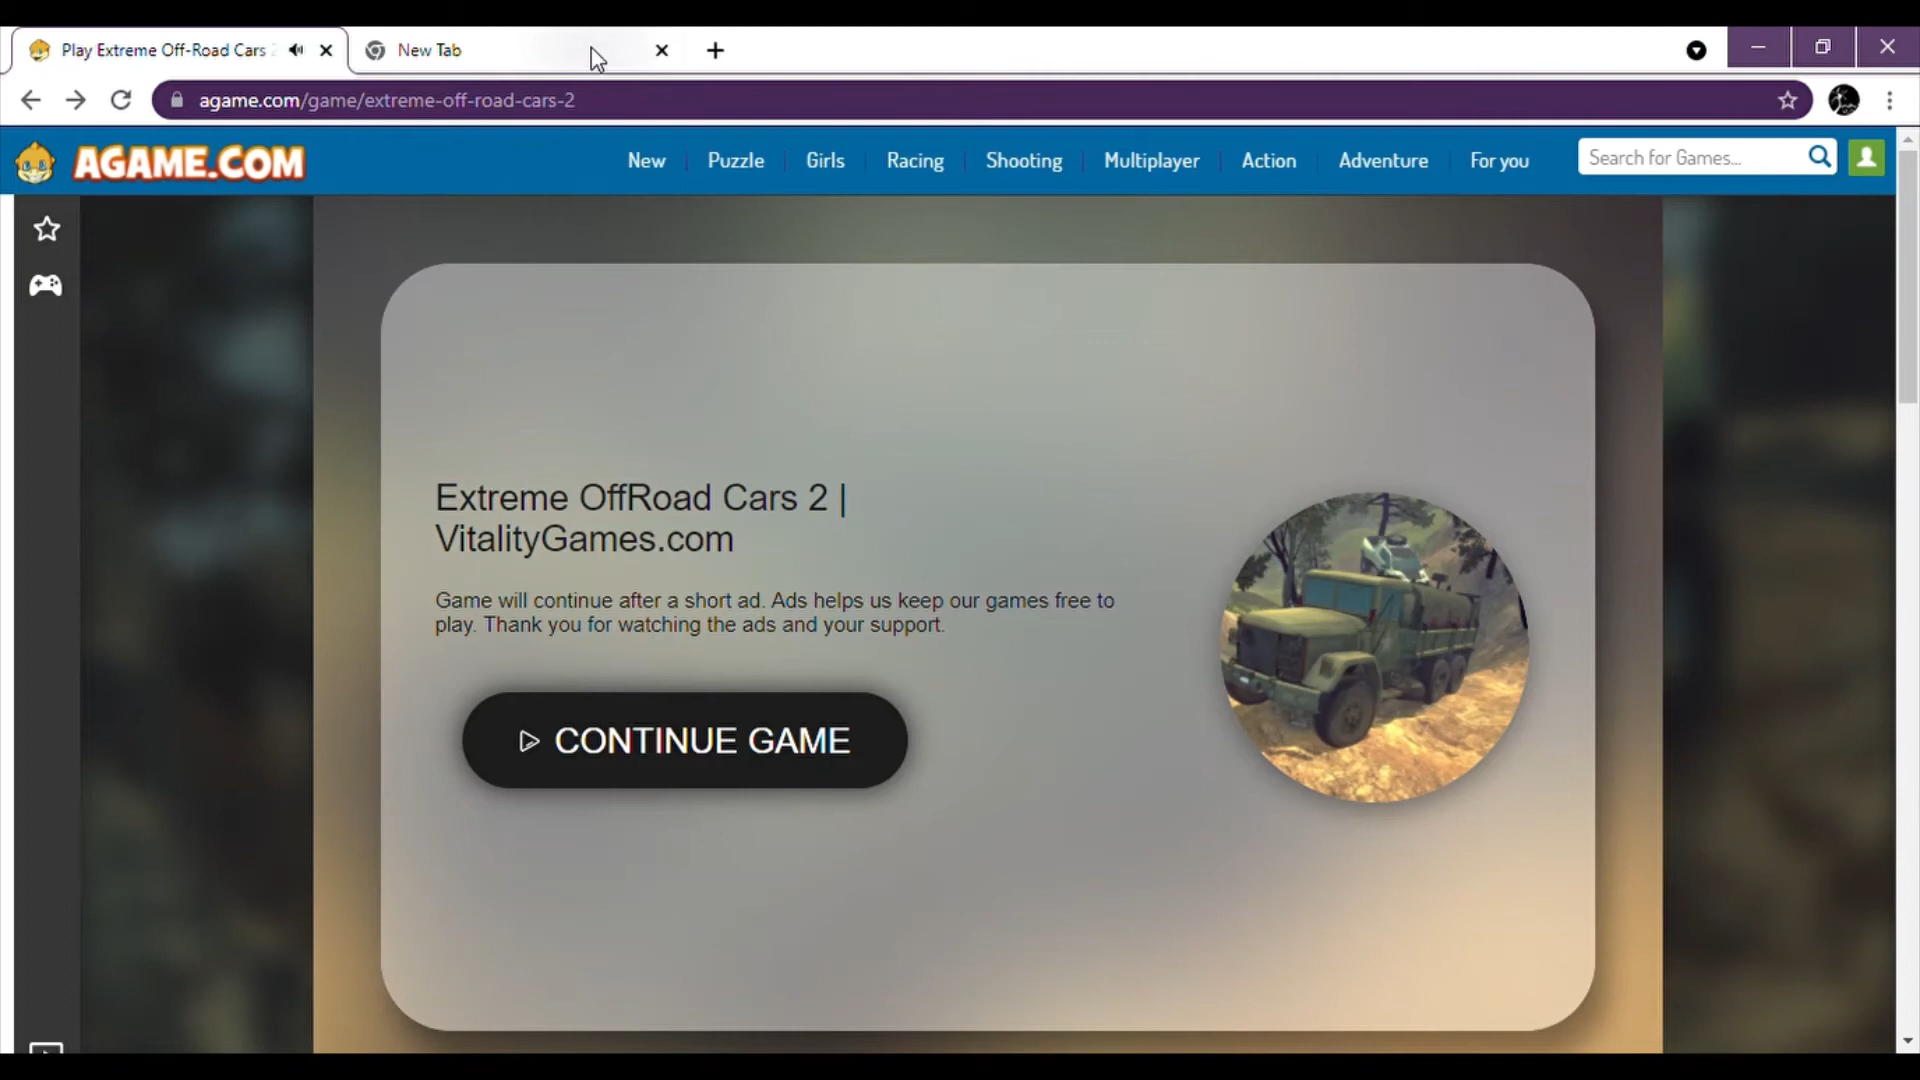 Play Extreme Off-Road Cars
New Tab
agame.com/game/extreme-off-road-cars-2
AGAME.COM
New
Puzzle
Girls
Racing
Shooting
Multiplayer
Action
Adventure
For you
Search for Games...
Extreme OffRoad Cars 2 |
VitalityGames.com
Game will continue after a short ad. Ads helps us keep our games free to
play. Thank you for watching the ads and your support.
CONTINUE GAME